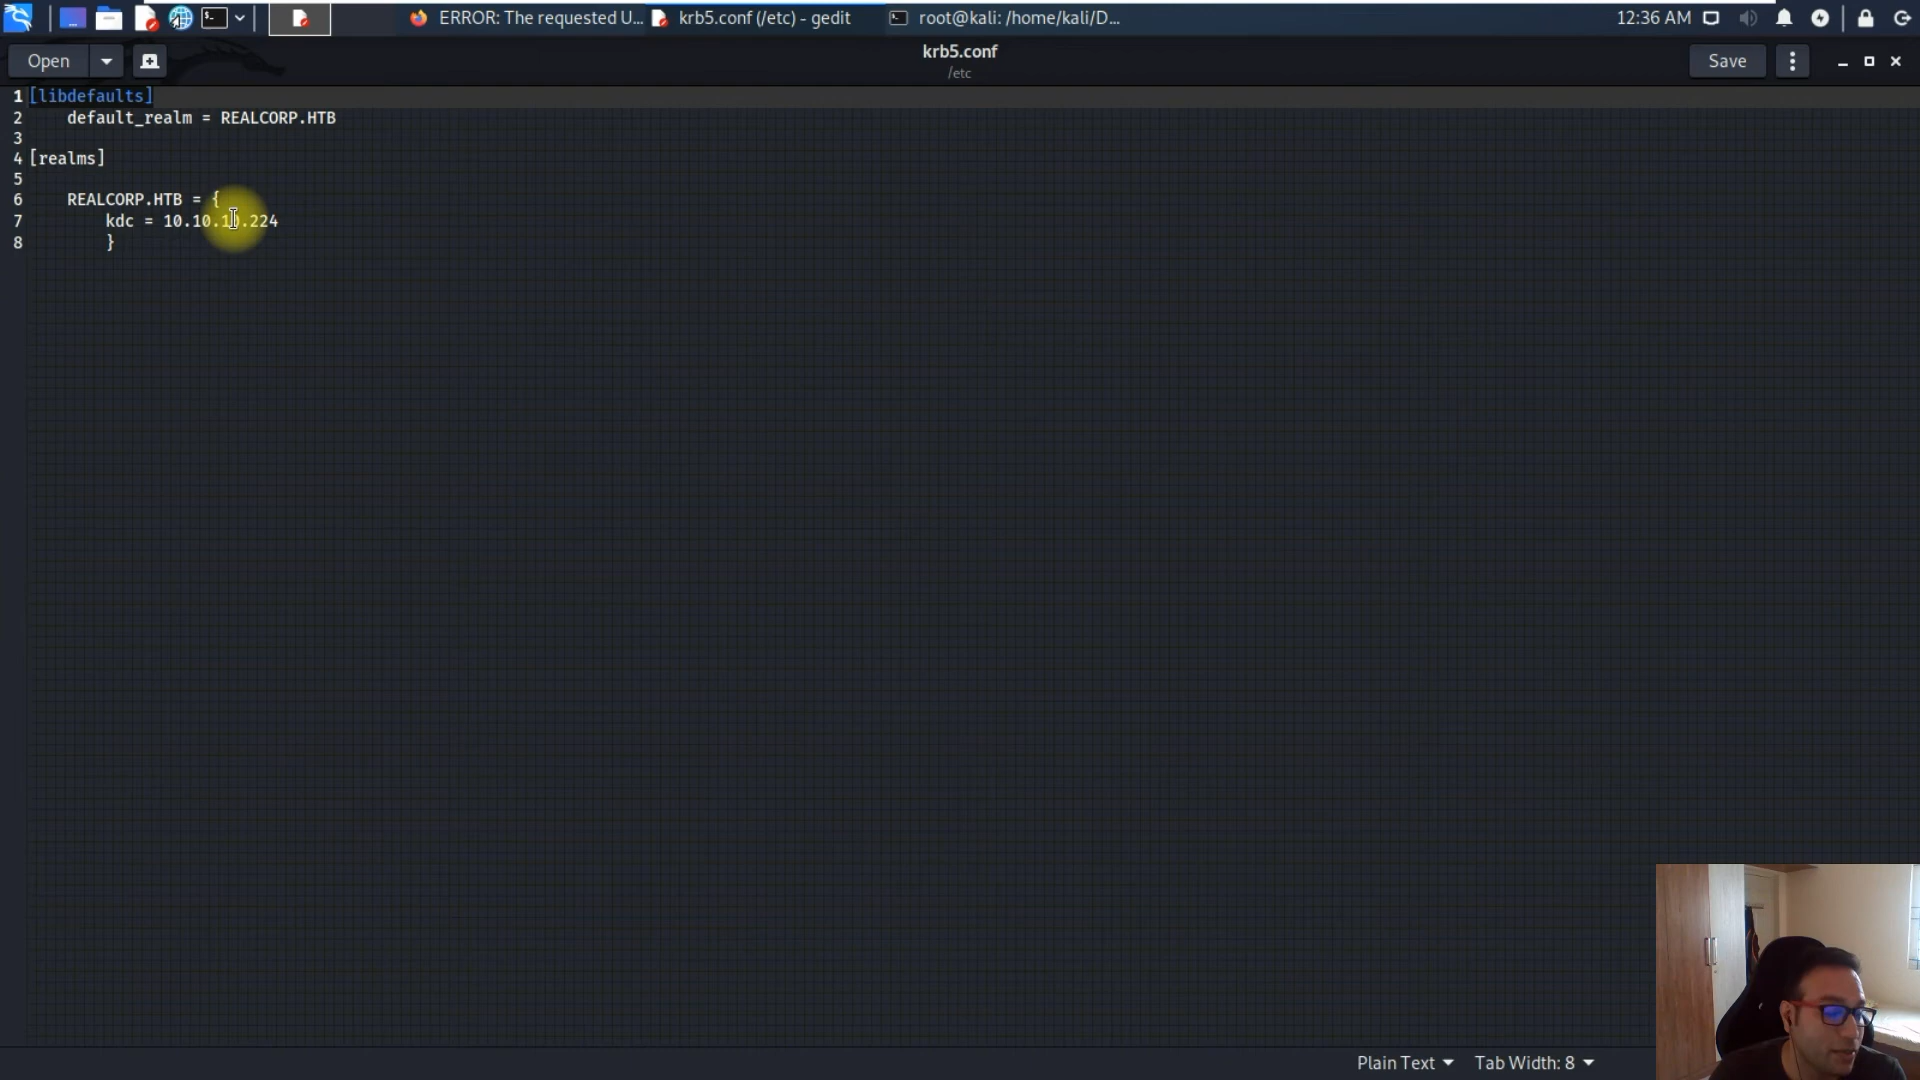 ERROR: The requested U... krb5.conf (/etc) - gedit root@kali: /home/kali/D... 12:36 AM
Open krb5.conf Save
/etc
1 [libdefaults]
2 default_realm = REALCORP.HTB
3
4 [realms]
5
6 REALCORP.HTB = {
7 kdc = 10.10.10.224
8 }
Plain Text Tab Width: 8